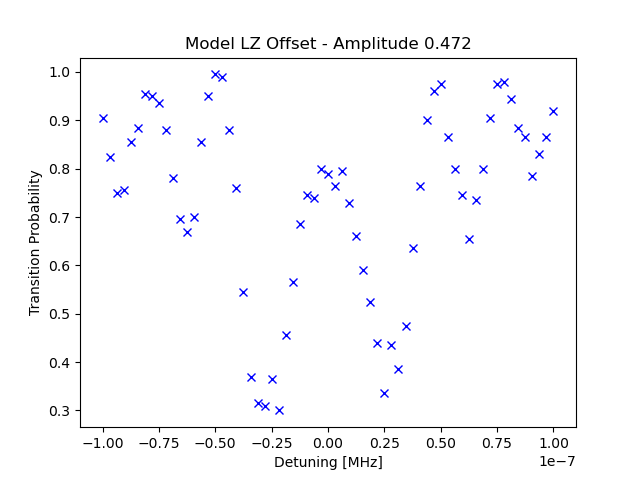 Model LZ Offset - Amplitude 0.472
Transition Probability
1.0
0.9
0.8
0.7
0.6
0.5
0.4
0.3
−1.00 −0.75 −0.50 −0.25 0.00 0.25 0.50 0.75 1.00
1e−7
Detuning [MHz]